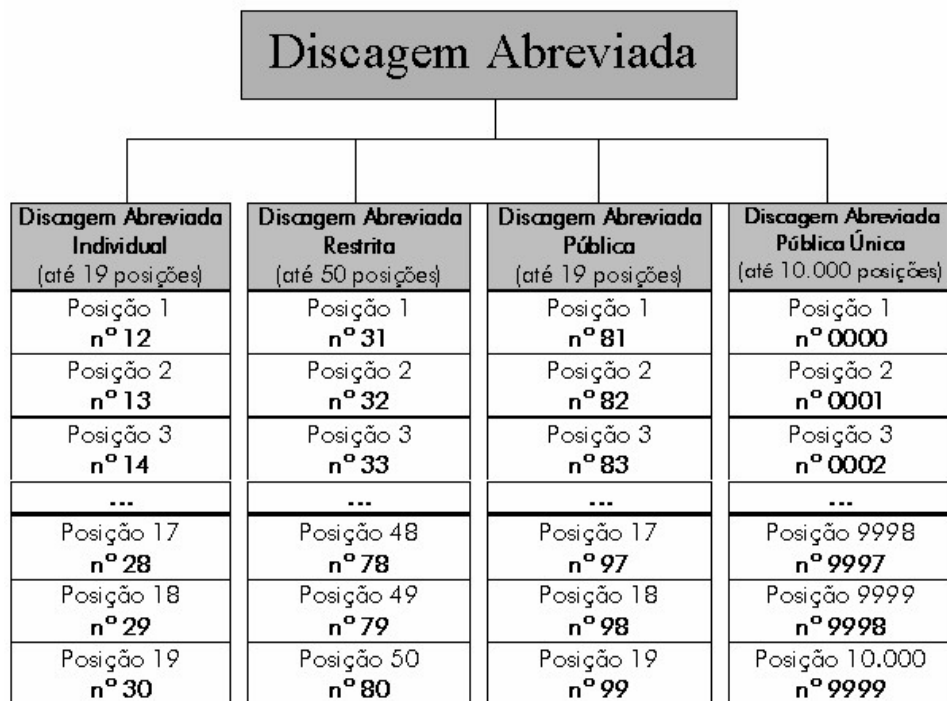 Discagem Abreviada
Discagem Abreviada
Individual
(até 19 posições)
Posição 1
nº 12
Posição 2
nº 13
Posição 3
nº 14
...
Posição 17
nº 28
Posição 18
nº 29
Posição 19
nº 30
Discagem Abreviada
Restrita
(até 50 posições)
Posição 1
nº 31
Posição 2
nº 32
Posição 3
nº 33
...
Posição 48
nº 78
Posição 49
nº 79
Posição 50
nº 80
Discagem Abreviada
Pública
(até 19 posições)
Posição 1
nº 81
Posição 2
nº 82
Posição 3
nº 83
...
Posição 17
nº 97
Posição 18
nº 98
Posição 19
nº 99
Discagem Abreviada
Pública Única
(até 10.000 posições)
Posição 1
nº 0000
Posição 2
nº 0001
Posição 3
nº 0002
...
Posição 9998
nº 9997
Posição 9999
nº 9998
Posição 10.000
nº 9999